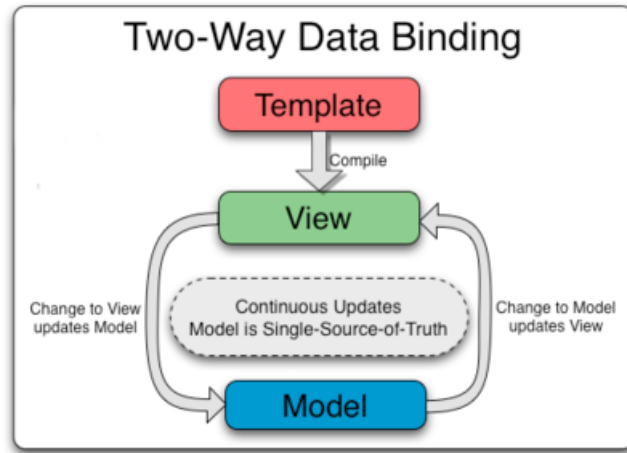 Two-Way Data Binding
Template
Compile
View
Change to View
updates Model
Continuous Updates
Model is Single-Source-of-Truth
Change to Model
updates View
Model